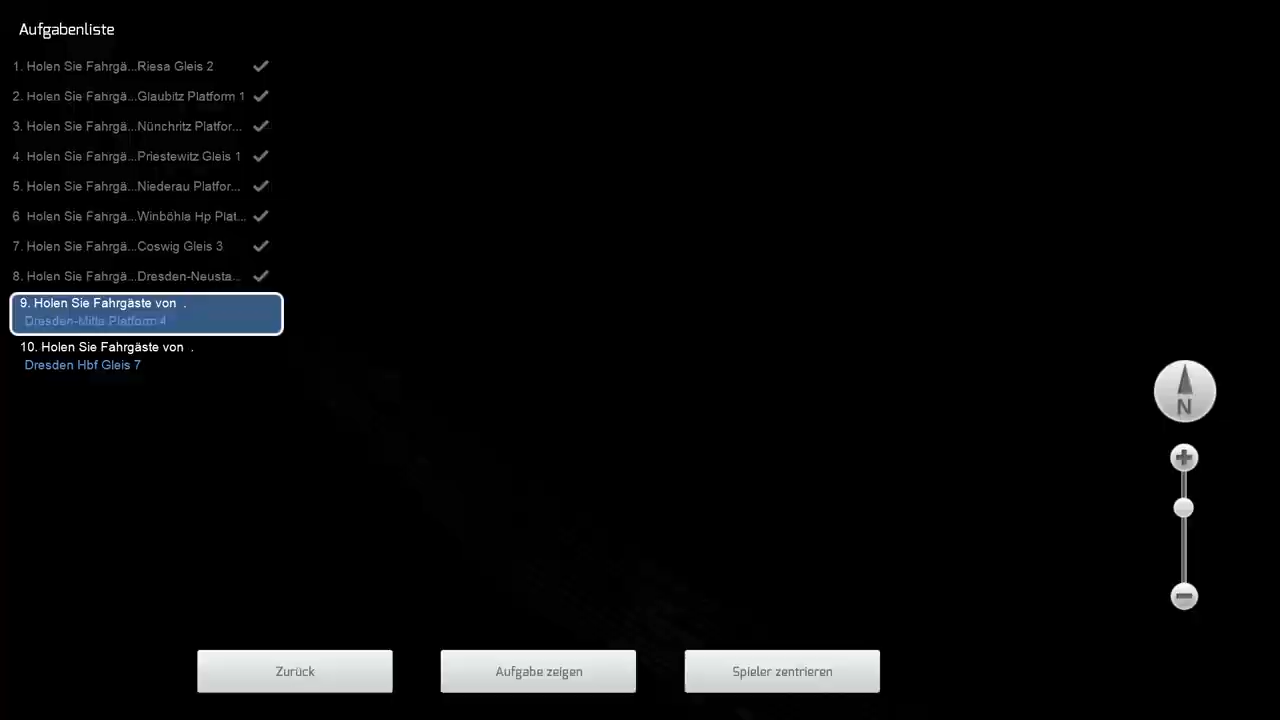 Aufgabenliste
1. Holen Sie Fahrgä...Riesa Gleis 2
2. Holen Sie Fahrgä...Glaubitz Platform 1
3. Holen Sie Fahrgä...Nünchritz Platfor...
4. Holen Sie Fahrgä...Priestewitz Gleis 1
5. Holen Sie Fahrgä...Niederau Platfor...
6 Holen Sie Fahrgä...Winböhla Hp Plat...
7. Holen Sie Fahrgä...Coswig Gleis 3
8. Holen Sie Fahrgä...Dresden-Neusta...
9. Holen Sie Fahrgäste von .
Dresden-Mitte Platform 4
10. Holen Sie Fahrgäste von .
Dresden Hbf Gleis 7
N
Zurück
Aufgabe zeigen
Spieler zentrieren